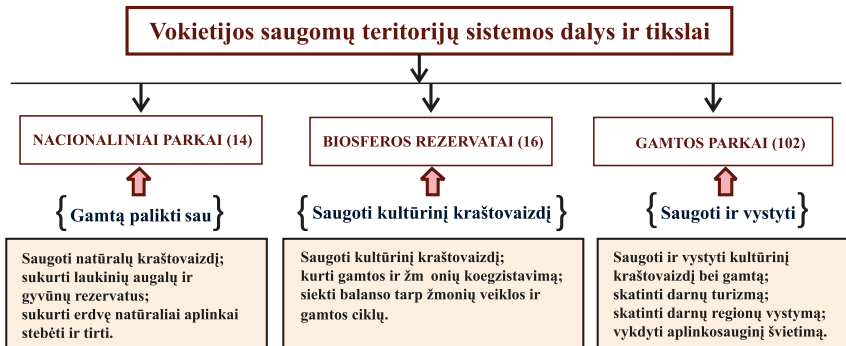 Vokietijos saugomų teritorijų sistemos dalys ir tikslai
NACIONALINIAI PARKAI (14)
{Gamtą palikti sau}
Saugoti natūralų kraštovaizdį;
sukurti laukinių augalų ir
gyvūnų rezervatus;
sukurti erdvę natūraliai aplinkai
stebėti ir tirti.
BIOSFEROS REZERVATAI (16)
{Saugoti kultūrinį kraštovaizdį}
Saugoti kultūrinį kraštovaizdį;
kurti gamtos ir žm onių koegzistavimą;
siekti balanso tarp žmonių veiklos ir
gamtos ciklų.
GAMTOS PARKAI (102)
{Saugoti ir vystyti}
Saugoti ir vystyti kultūrinį
kraštovaizdį bei gamtą;
skatinti darnų turizmą;
skatinti darnų regionų vystymą;
vykdyti aplinkosauginį švietimą.